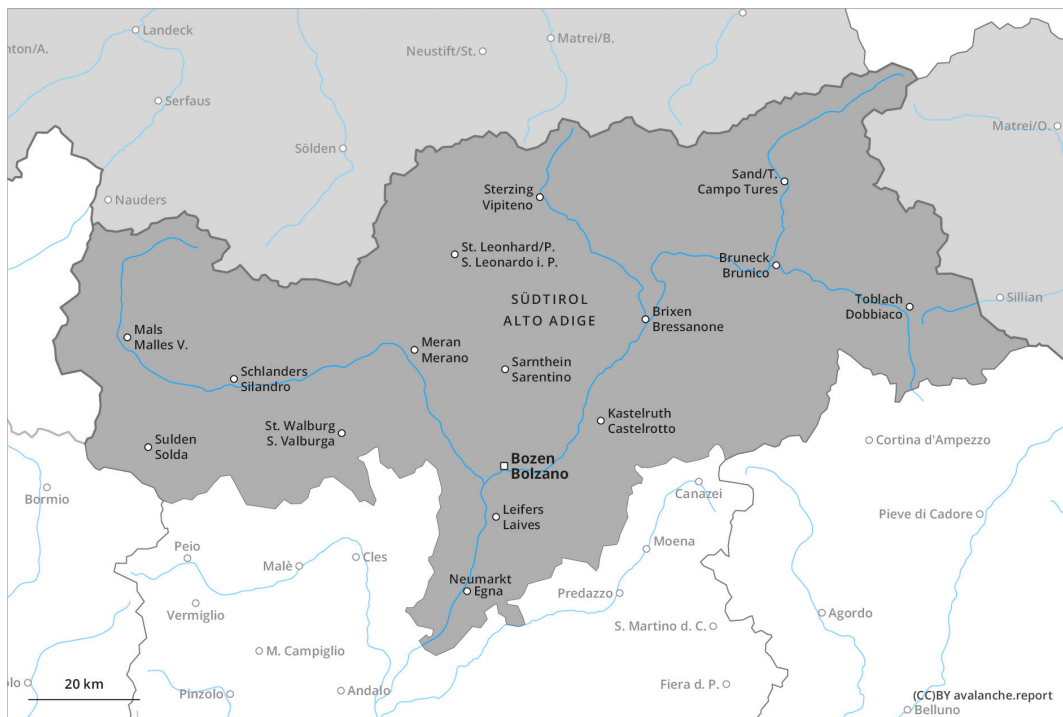 Landeck
nton/A.
Neustift/St.
Matrei/B.
Serfaus
Matrei/O.
Sölden
Sand/T.
Campo Tures
Sterzing
Vipiteno
Nauders
St. Leonhard/P.
S. Leonardo i. P.
Bruneck
Brunico
SÜDTIROL
ALTO ADIGE
Toblach
Dobbiaco
Sillian
Brixen
Bressanone
Mals
Malles V.
Meran
Merano
Sarnthein
Sarentino
Schlanders
Silandro
Kastelruth
Castelrotto
St. Walburg
S. Valburga
Sulden
Solda
Cortina d'Ampezzo
Bozen
Bolzano
Bormio
Canazei
Leifers
Laives
Pieve di Cadore
Moena
Peio
Malè
Cles
Neumarkt
Egna
Predazzo
Vermiglio
Agordo
S. Martino d. C.
M. Campiglio
olo
20 km
Pinzolo
Andalo
Fiera d. P.
(CC)BY avalanche.report
Belluno